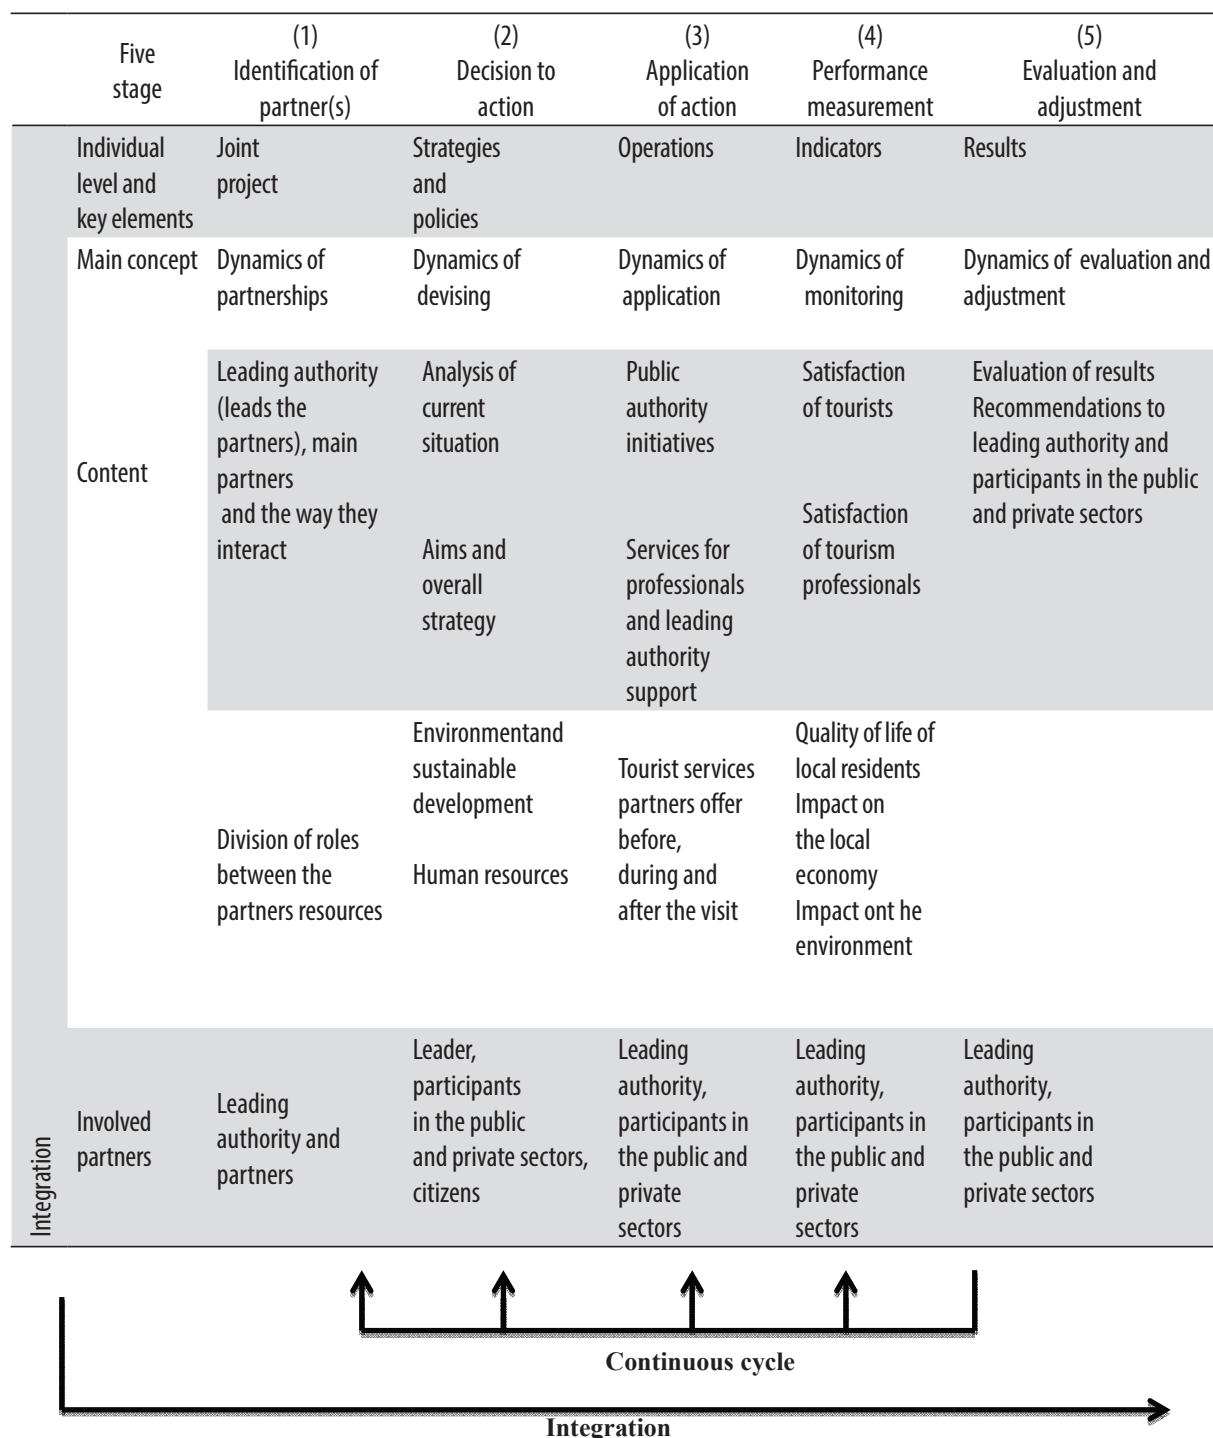 Five
stage
(1)
Identification of
partner(s)
(2)
Decision to
action
(3)
Application
of action
(4)
Performance
measurement
(5)
Evaluation and
adjustment
Individual
level and
key elements
Joint
project
Strategies
and
policies
Operations
Indicators
Results
Main concept
Dynamics of
partnerships
Dynamics of
devising
Dynamics of
application
Dynamics of
monitoring
Dynamics of evaluation and
adjustment
Content
Leading authority
(leads the
partners), main
partners
and the way they
interact
Analysis of
current
situation
Aims and
overall
strategy
Public
authority
initiatives
Services for
professionals
and leading
authority
support
Satisfaction
of tourists
Satisfaction
of tourism
professionals
Evaluation of results
Recommendations to
leading authority and
participants in the public
and private sectors
Division of roles
between the
partners resources
Environmentand
sustainable
development
Human resources
Tourist services
partners offer
before,
during and
after the visit
Quality of life of
local residents
Impact on
the local
economy
Impact ont he
environment
Integration
Involved
partners
Leading
authority and
partners
Leader,
participants
in the public
and private sectors,
citizens
Leading
authority,
participants in
the public and
private
sectors
Leading
authority,
participants in
the public and
private
sectors
Leading
authority,
participants in
the public and
private sectors
Continuous cycle
Integration